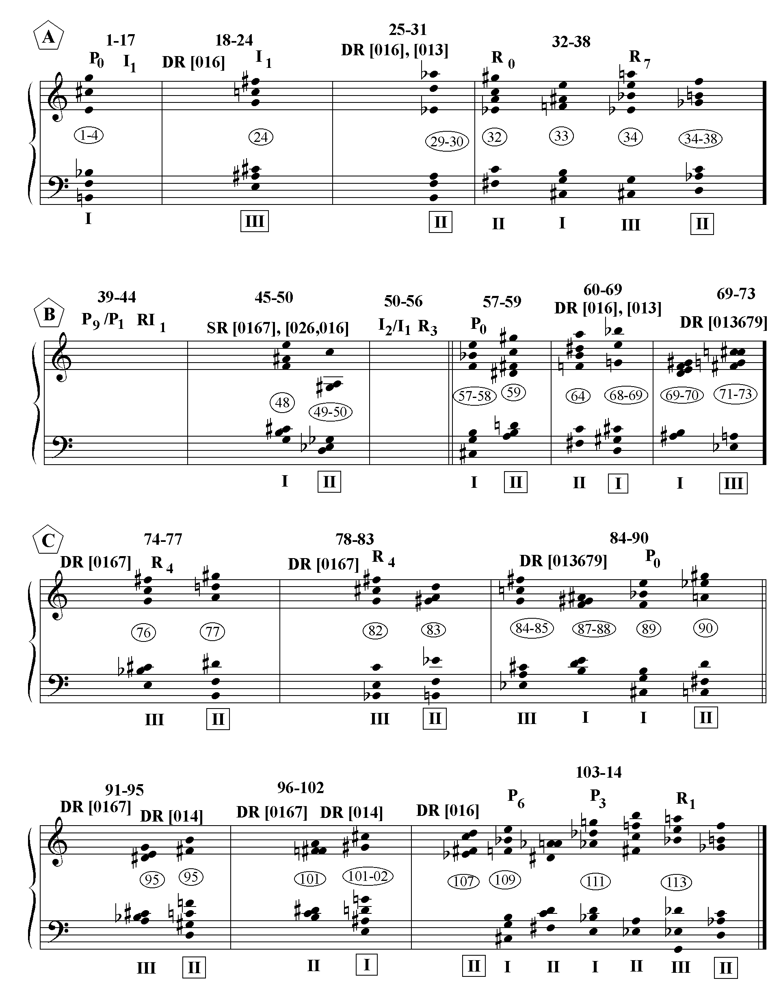 A
1-17 18-24 25-31 32-38
P0 I1 DR [016] I 1 DR [016], [013] R 0 R 7
1-4 24 29-30 32 33 34 34-38
I III II II I III II
B
39-44 45-50 50-56 57-59 60-69 69-73
P9 /P1 RI 1 SR [0167], [026,016] I2/I1 R3 P0 DR [016], [013] DR [013679]
48 49-50 57-58 59 64 68-69 69-70 71-73
I II I II II I I III
C
74-77 78-83 84-90
DR [0167] R 4 DR [0167] R 4 DR [013679] P0
76 77 82 83 84-85 87-88 89 90
III II III II III I I II
91-95 96-102 103-14
DR [0167] DR [014] DR [0167] DR [014] DR [016] P6 P3 R1
95 95 101 101-02 107 109 111 113
III II II I II I II I II III II